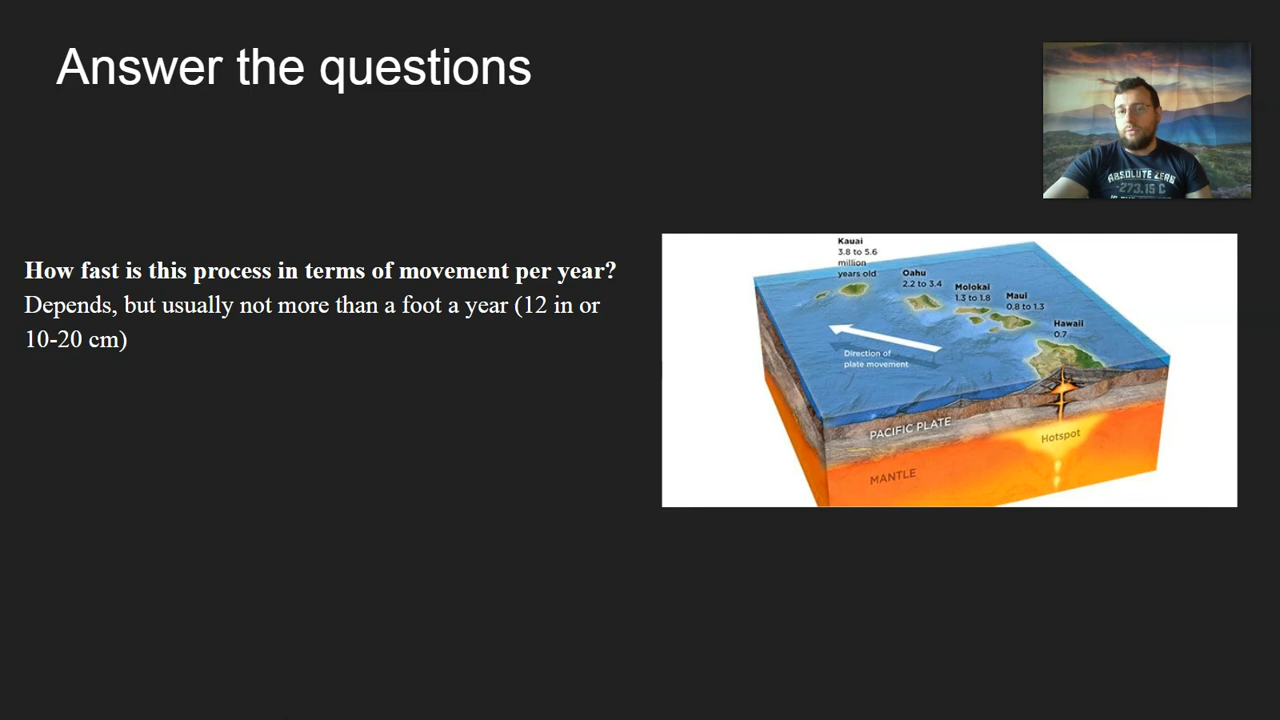 Answer the questions
ABSOLUTE ZERO
-273.15 C
How fast is this process in terms of movement per year?
Depends, but usually not more than a foot a year (12 in or
10-20 cm)
Kauai
3.8 to 5.6
million
years old
Oahu
2.2 to 3.4
Molokai
1.3 to 1.8
Maui
0.8 to 1.3
Hawaii
0.7
Direction of
plate movement
PACIFIC PLATE
Hotspot
MANTLE